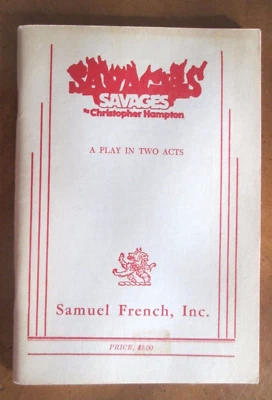 SAVAGES
SAVAGES
by Christopher Hampton
A PLAY IN TWO ACTS
Samuel French, Inc.
PRICE, $3.00